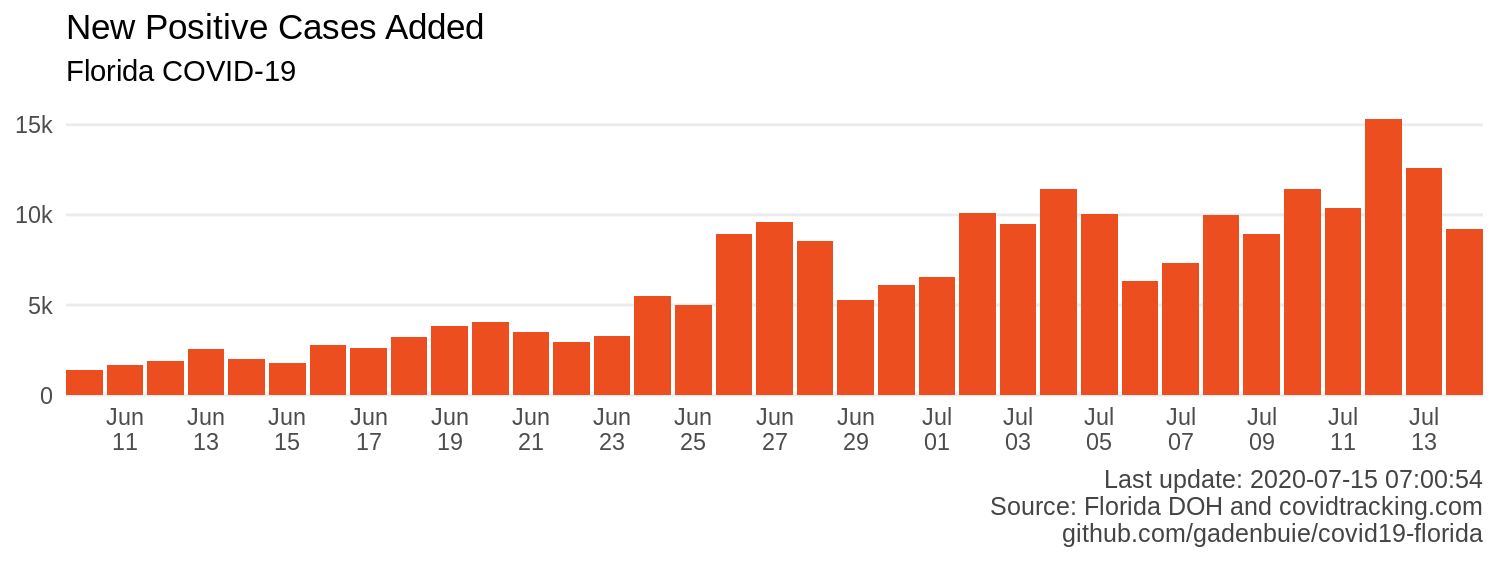 New Positive Cases Added
Florida COVID-19
15k
10k
5k
0
Jun Jun Jun Jun Jun Jun Jun Jun Jun Jun Jul Jul Jul Jul Jul Jul Jul
11 13 15 17 19 21 23 25 27 29 01 03 05 07 09 11 13
Last update: 2020-07-15 07:00:54
Source: Florida DOH and covidtracking.com
github.com/gadenbuie/covid19-florida